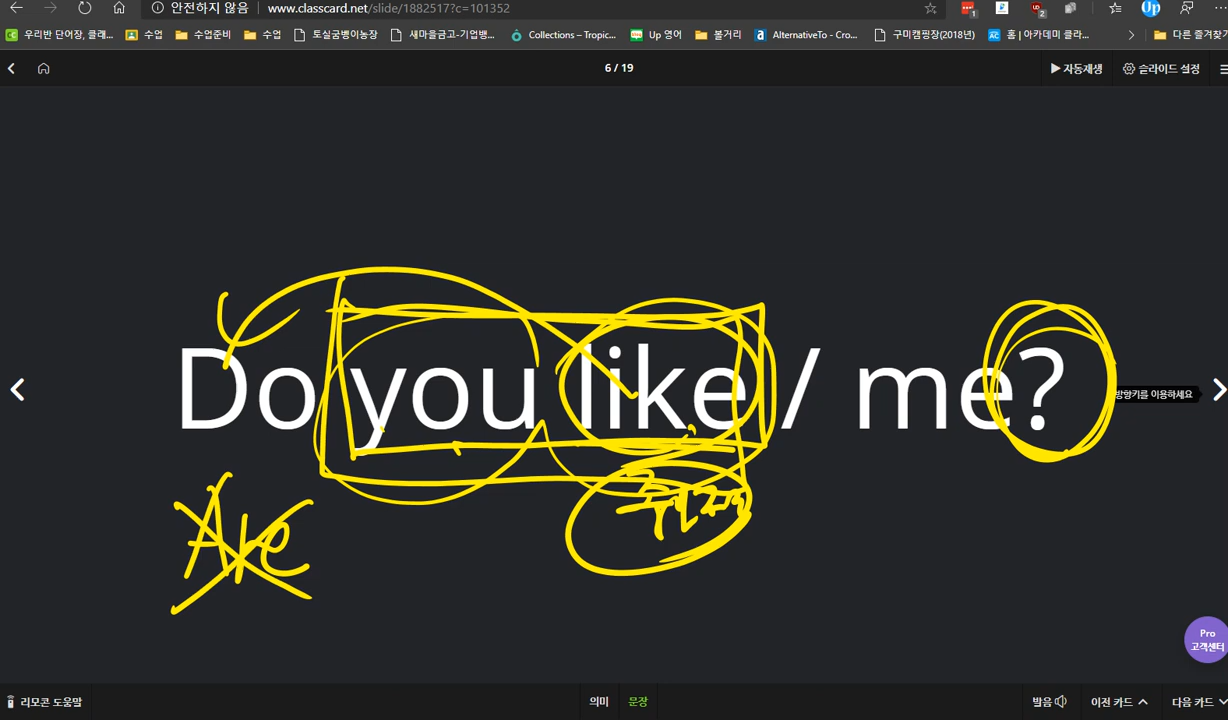 안전하지 않음 | www.classcard.net/slide/1882517?c=101352
1 2 Up
우리반 단어장, 클래... 수업 수업준비 수업 토실굼벵이농장 새마을금고-기업뱅... Collections – Tropic... Up 영어 볼거리 AlternativeTo - Cro... 구미캠핑장(2018년) 홈 | 아카데미 클라... 다른 즐겨찾기
6 / 19 자동재생 슬라이드 설정
Do you like / me?
방향키를 이용하세요
Are
Pro
고객센터
리모콘 도움말 의미 문장 발음 이전 카드 다음 카드